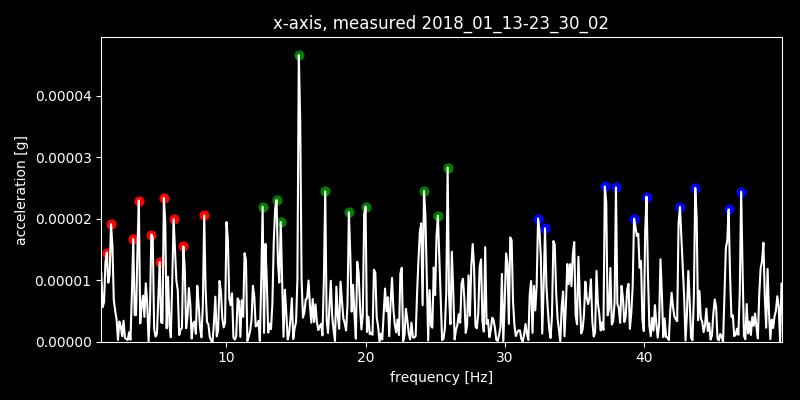 x-axis, measured 2018_01_13-23_30_02
acceleration [g]
0.00004
0.00003
0.00002
0.00001
0.00000
10 20 30 40
frequency [Hz]